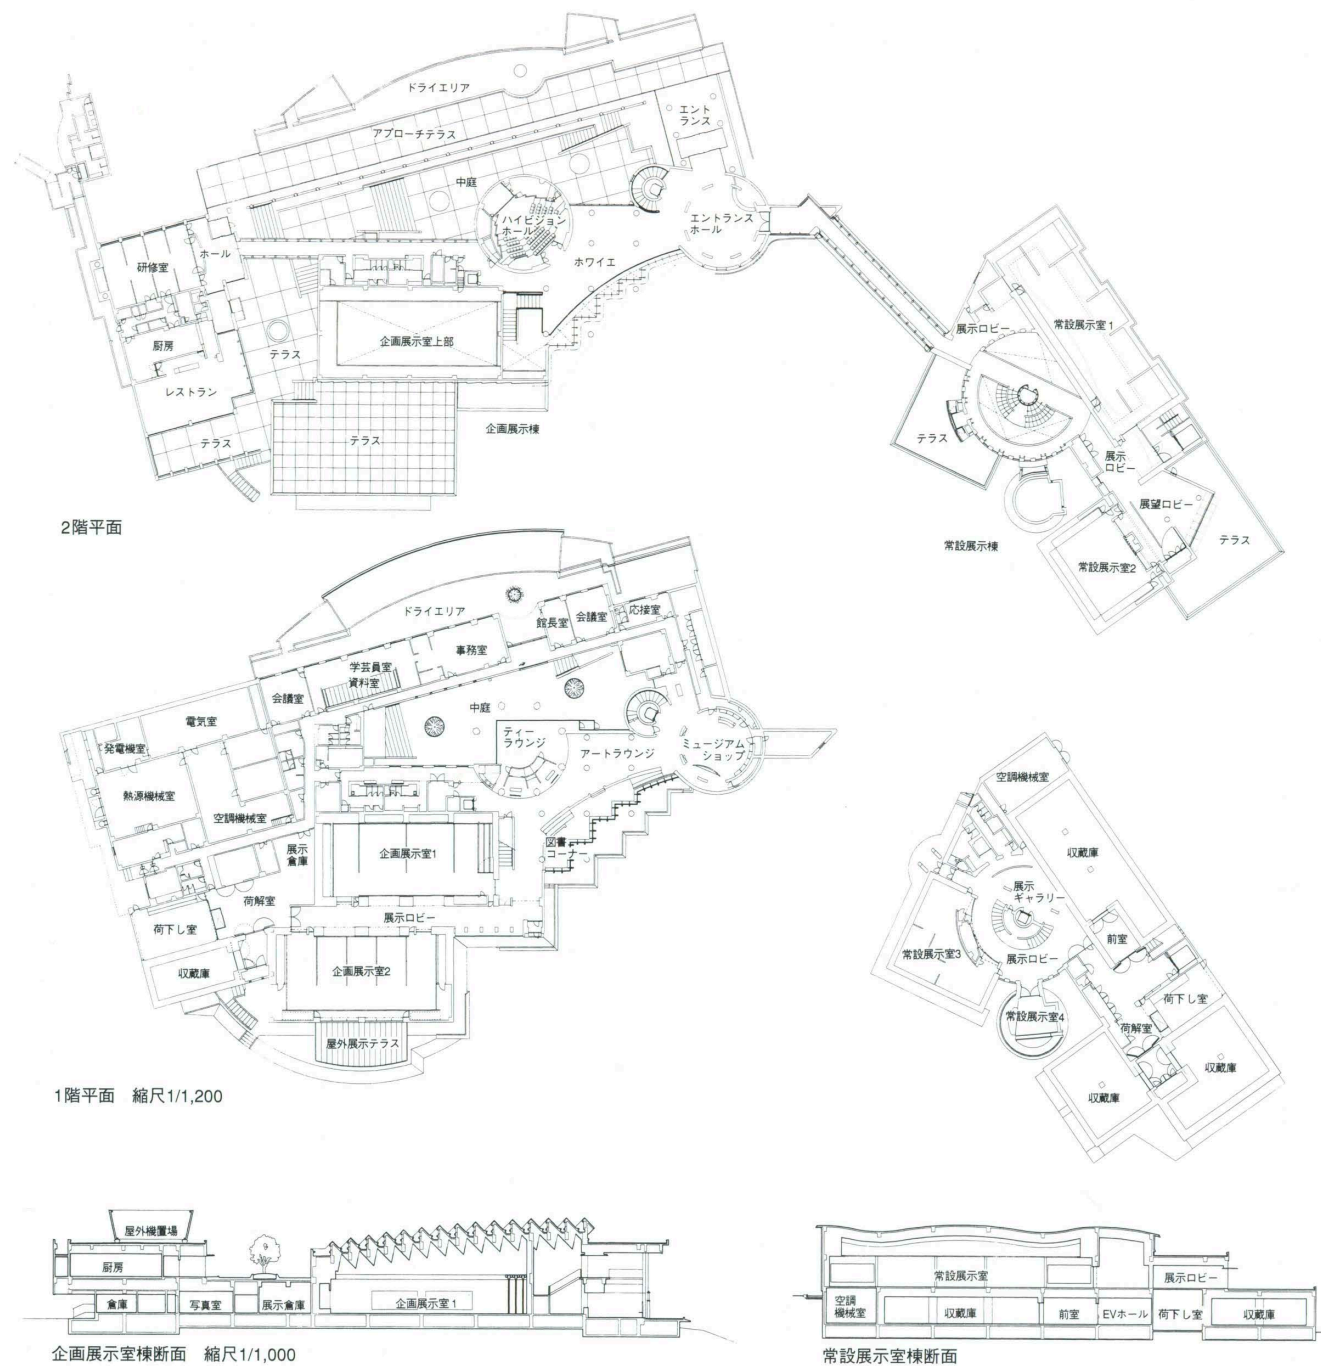 ドライエリア
アプローチテラス
エント
ランス
中庭
ハイビジョン
ホール
エントランス
ホール
ホワイエ
研修室
ホール
厨房
レストラン
テラス
テラス
企画展示室上部
テラス
企画展示棟
展示ロビー
常設展示室1
テラス
展示
ロビー
展望ロビー
テラス
常設展示室2
常設展示棟
2階平面
ドライエリア
館長室
会議室
応接室
事務室
学芸員室
資料室
会議室
中庭
電気室
発電機室
熱源機械室
空調機械室
ティー
ラウンジ
アートラウンジ
ミュージアム
ショップ
展示
倉庫
企画展示室1
図書
コーナー
荷解室
展示ロビー
荷下し室
収蔵庫
企画展示室2
屋外展示テラス
空調機械室
収蔵庫
展示
ギャラリー
前室
常設展示室3
展示ロビー
荷下し室
常設展示室4
荷解室
収蔵庫
収蔵庫
1階平面 縮尺1/1,200
屋外機置場
厨房
倉庫
写真室
展示倉庫
企画展示室1
企画展示室棟断面 縮尺1/1,000
常設展示室
展示ロビー
空調
機械室
収蔵庫
前室
EVホール
荷下し室
収蔵庫
常設展示室棟断面